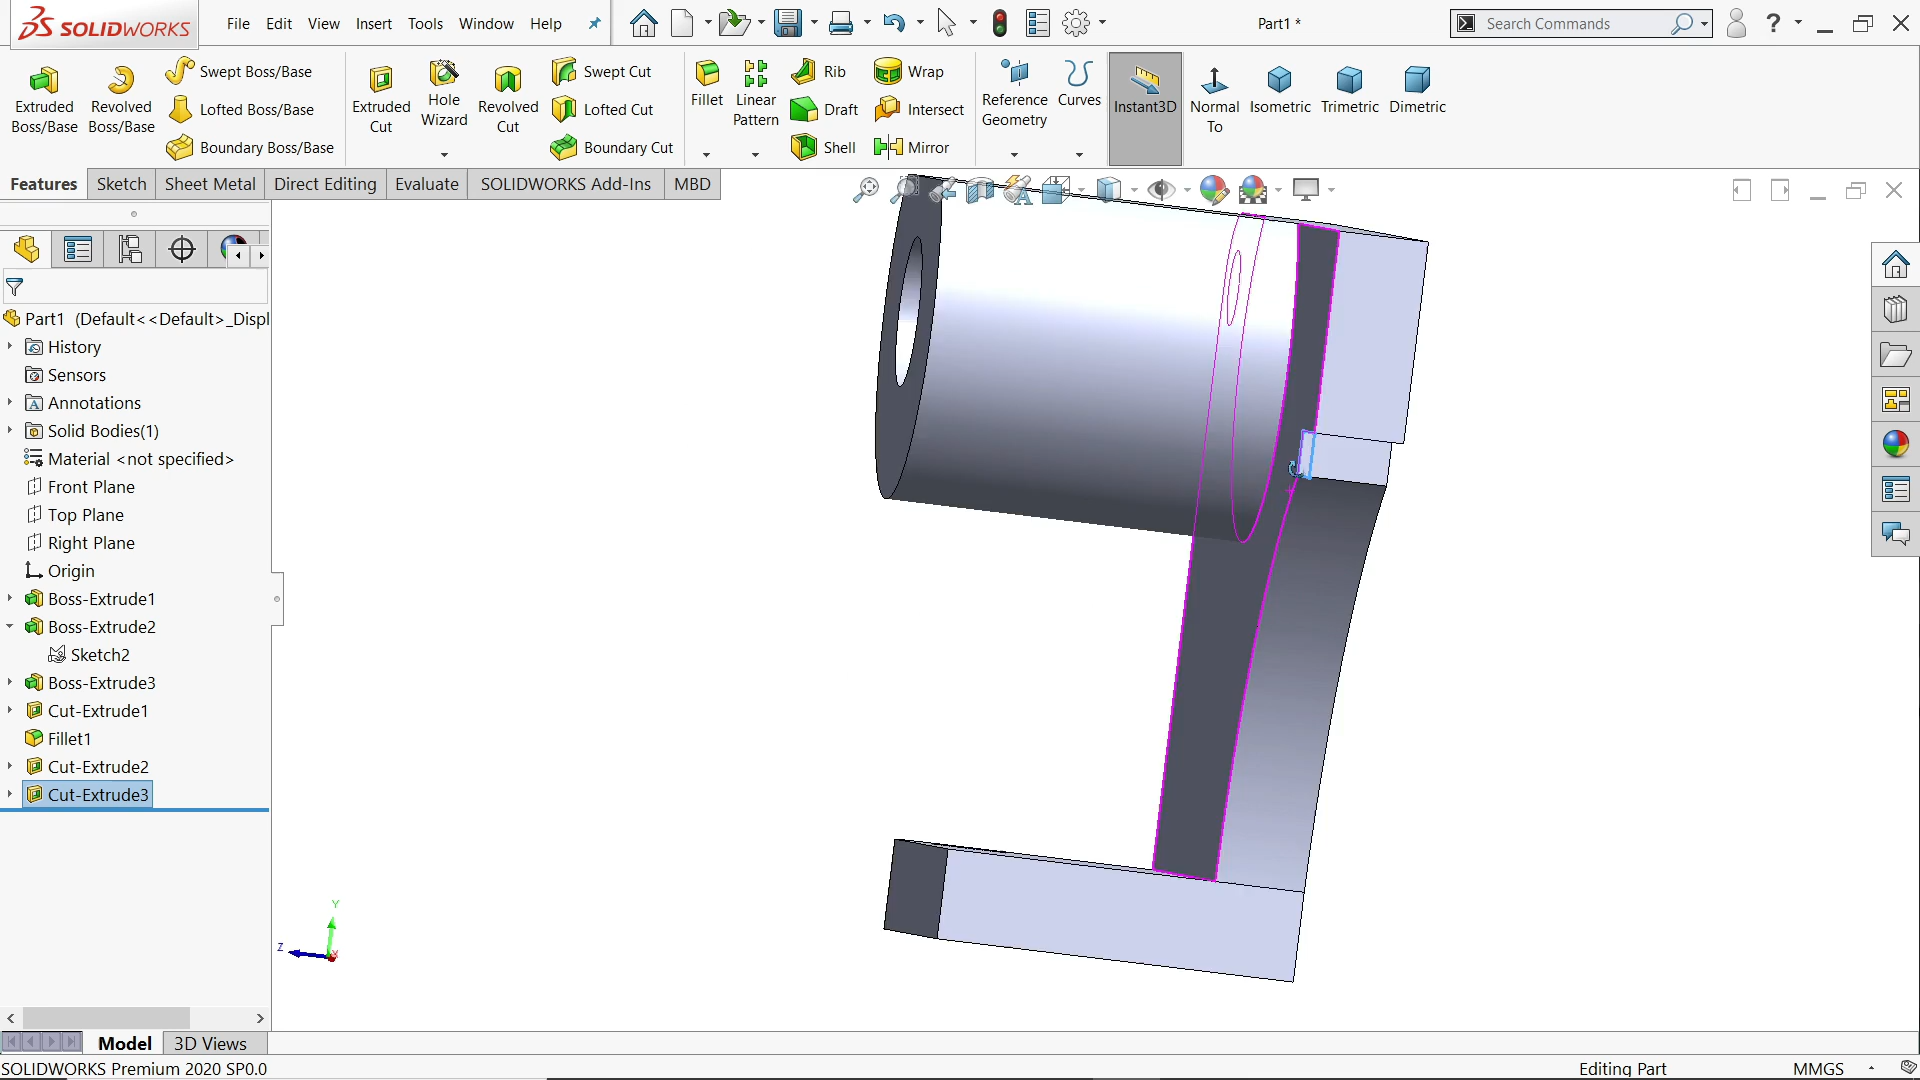 SOLIDWORKS File Edit View Insert Tools Window Help Part1 * Search Commands ?
Extruded Boss/Base
Revolved Boss/Base
Swept Boss/Base
Lofted Boss/Base
Boundary Boss/Base
Extruded Cut
Hole Wizard
Revolved Cut
Swept Cut
Lofted Cut
Boundary Cut
Fillet
Linear Pattern
Rib
Draft
Shell
Wrap
Intersect
Mirror
Reference Geometry
Curves
Instant3D
Normal To
Isometric
Trimetric
Dimetric
Features Sketch Sheet Metal Direct Editing Evaluate SOLIDWORKS Add-Ins MBD
Part1 (Default<<Default>_Displ
History
Sensors
Annotations
Solid Bodies(1)
Material <not specified>
Front Plane
Top Plane
Right Plane
Origin
Boss-Extrude1
Boss-Extrude2
Sketch2
Boss-Extrude3
Cut-Extrude1
Fillet1
Cut-Extrude2
Cut-Extrude3
Y
Z
X
Model 3D Views
SOLIDWORKS Premium 2020 SP0.0 Editing Part MMGS